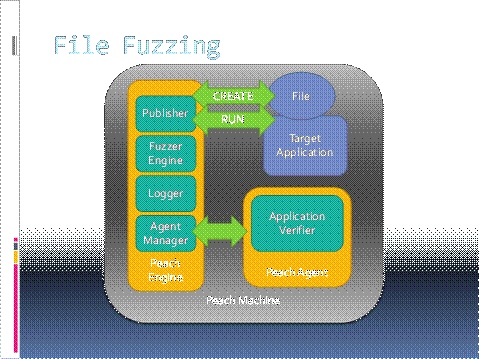 File Fuzzing
CREATE
File
Publisher
RUN
Target
Application
Fuzzer
Engine
Logger
Agent
Manager
Application
Verifier
Peach
Engine
Peach Agent
Peach Machine